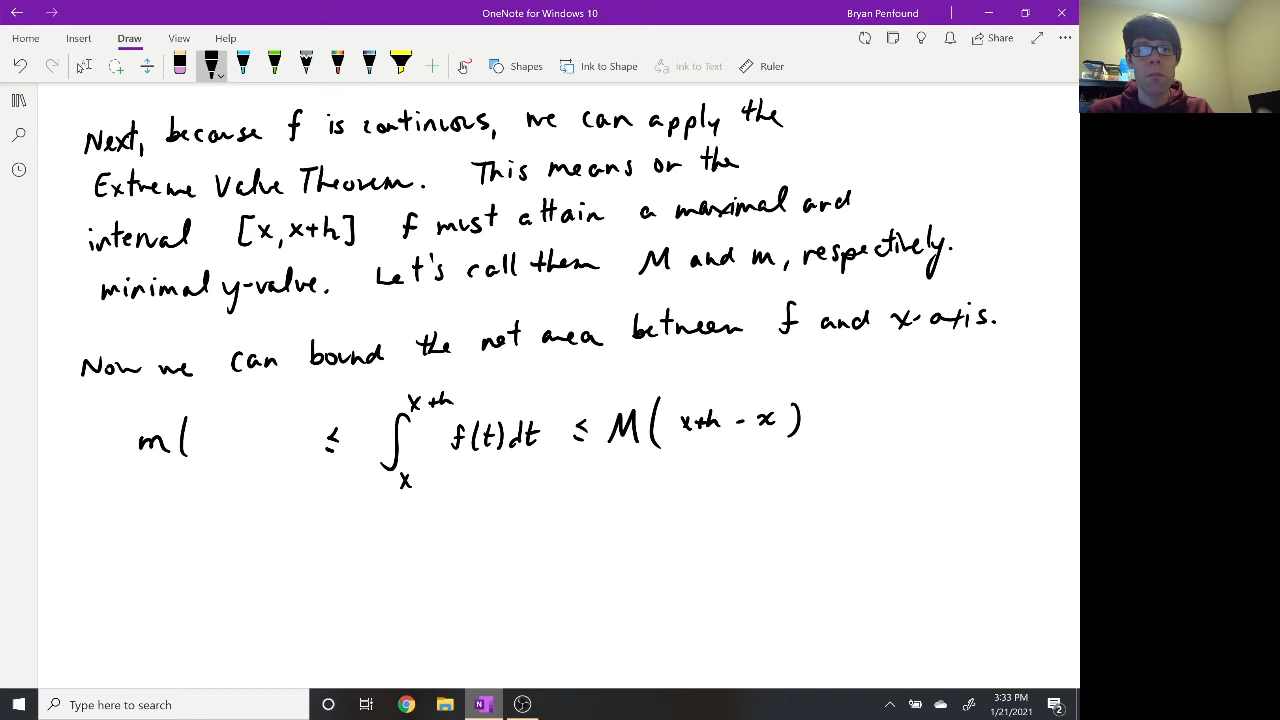 OneNote for Windows 10
Bryan Penfound
Home Insert Draw View Help
Share
Shapes Ink to Shape Ink to Text Ruler
Next, because f is continuous, we can apply the
Extreme Value Theorem. This means on the
interval [x, x+h] f must attain a maximal and
minimal y-value. Let's call them M and m, respectively.
Now we can bound the net area between f and x-axis.
m( ≤ ∫_x^{x+h} f(t)dt ≤ M( x+h - x )
Type here to search
3:33 PM
1/21/2021
2